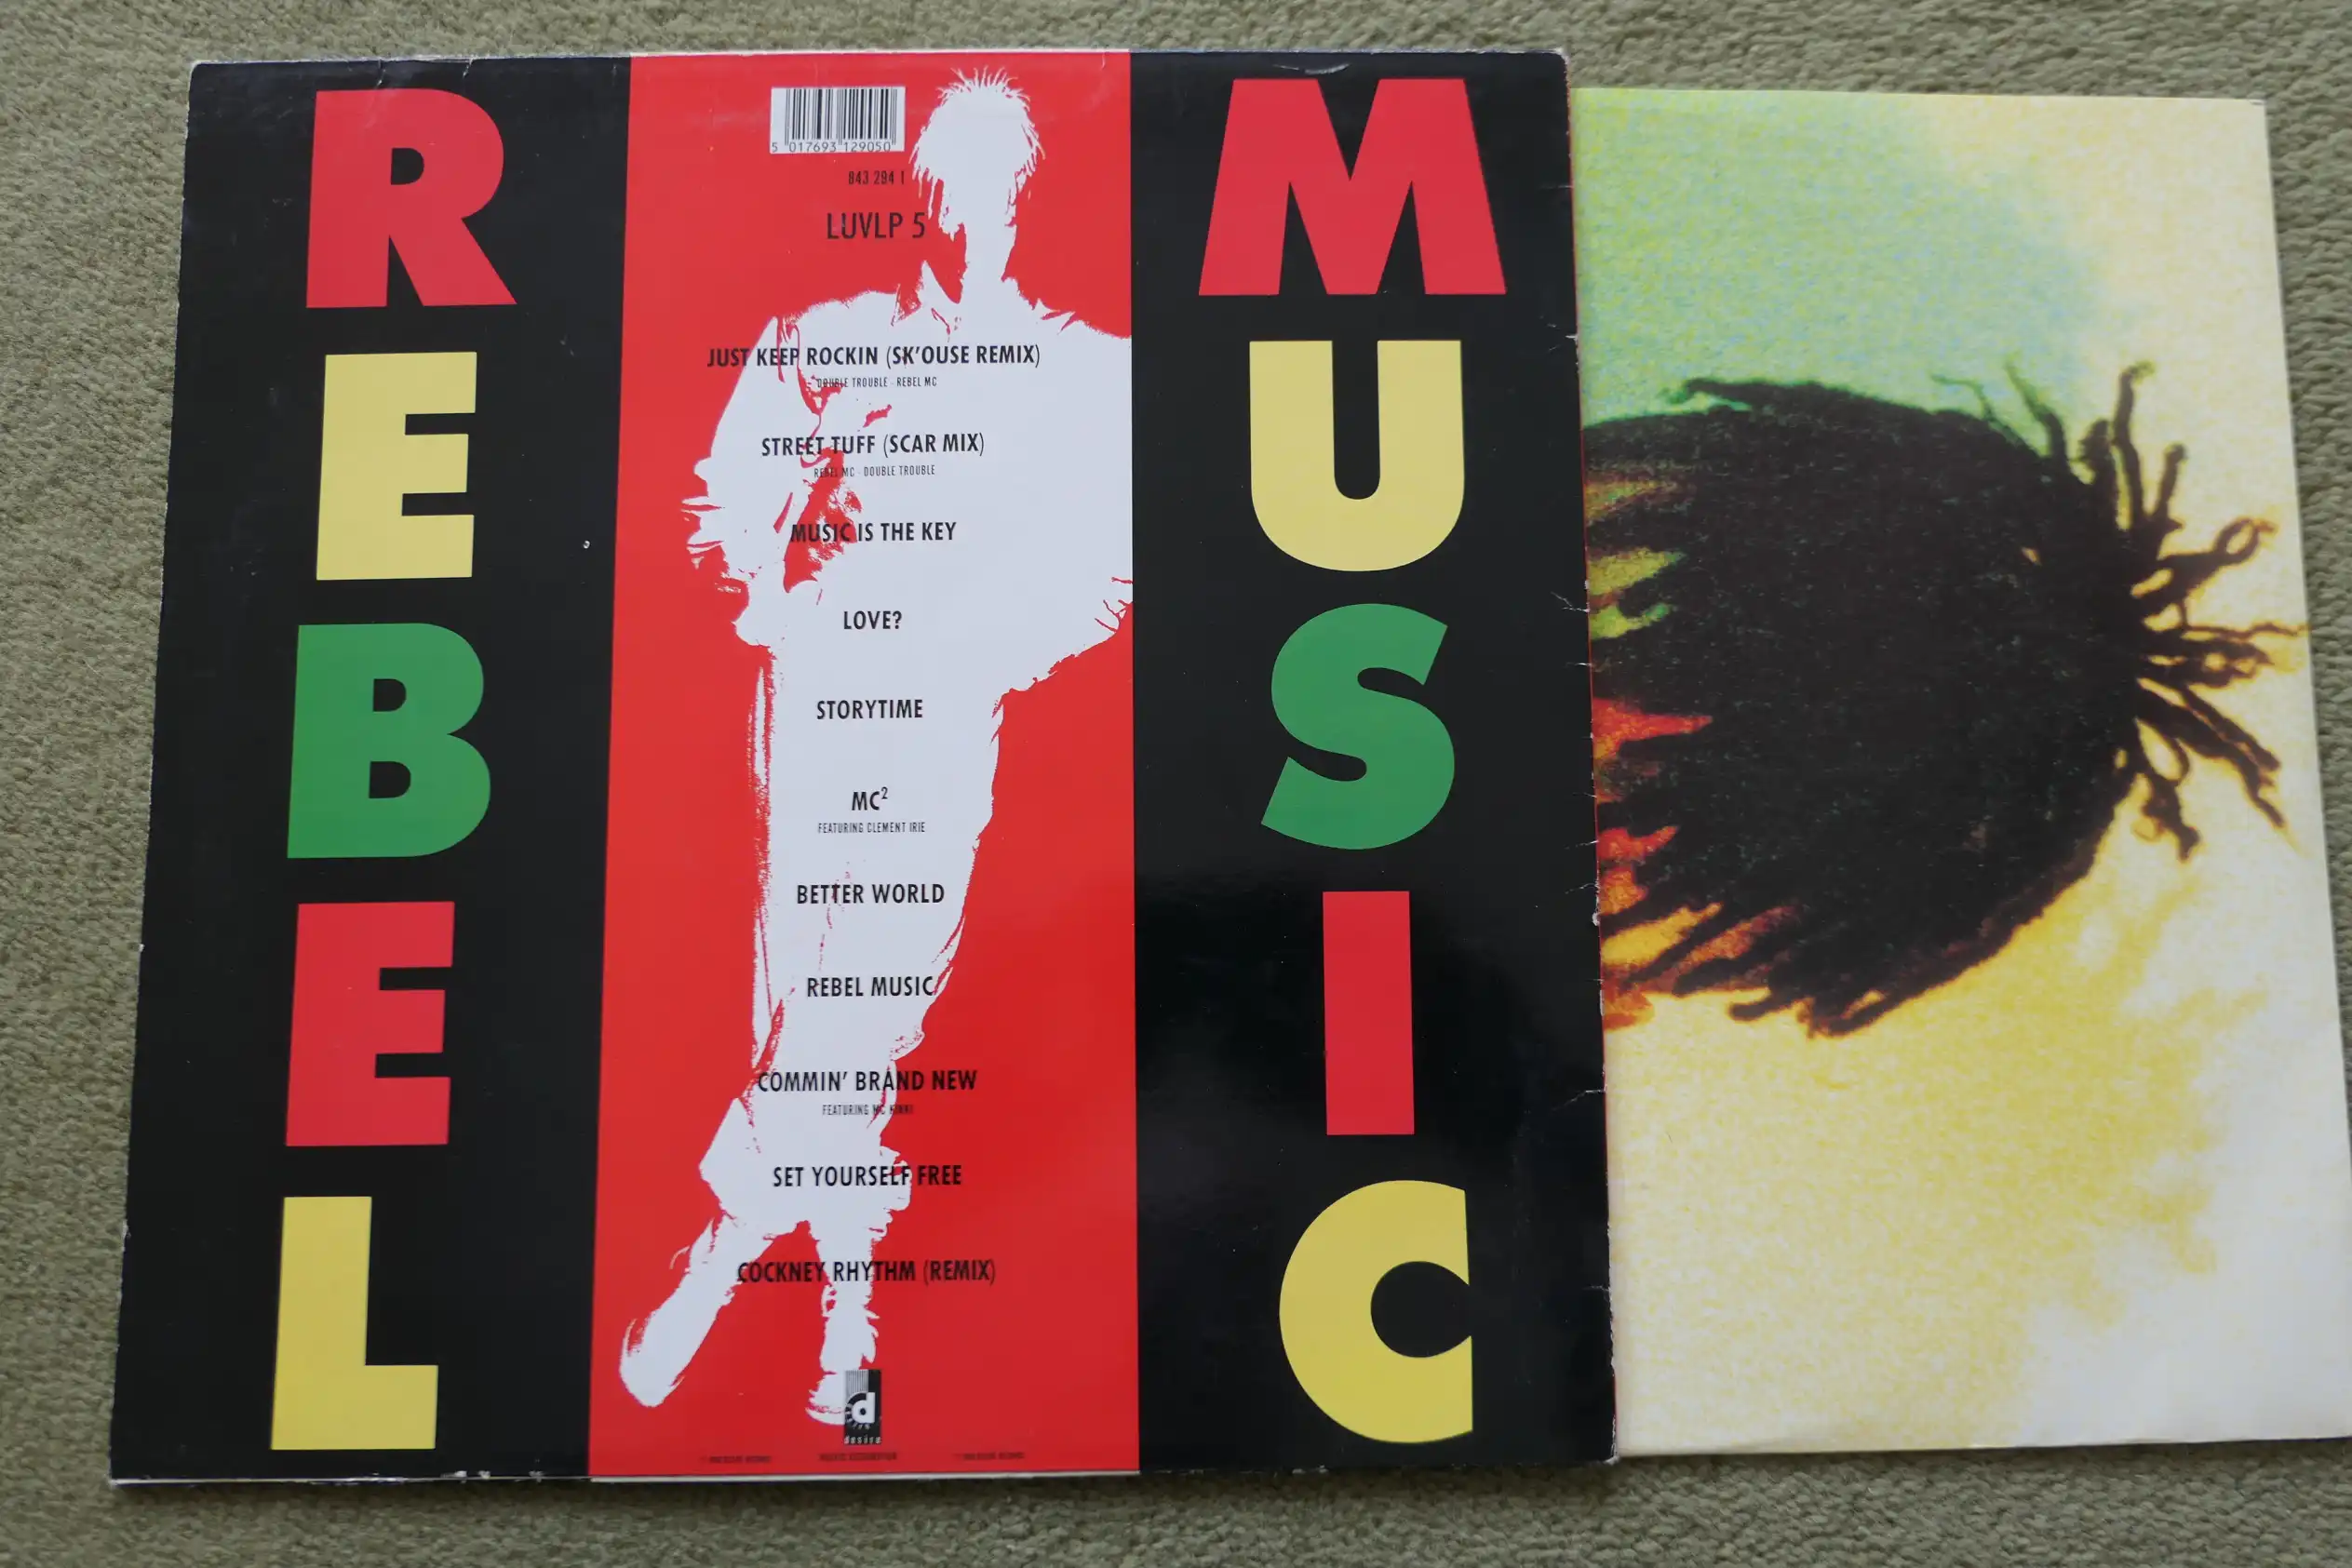 REBEL
MUSIC
5 017693 129050
843 294 1
LUVLP 5
JUST KEEP ROCKIN (SK'OUSE REMIX)
DOUBLE TROUBLE · REBEL MC
STREET TUFF (SCAR MIX)
REBEL MC · DOUBLE TROUBLE
MUSIC IS THE KEY
LOVE?
STORYTIME
MC²
FEATURING CLEMENT IRIE
BETTER WORLD
REBEL MUSIC
COMMIN' BRAND NEW
FEATURING MC
SET YOURSELF FREE
COCKNEY RHYTHM (REMIX)
d
desire